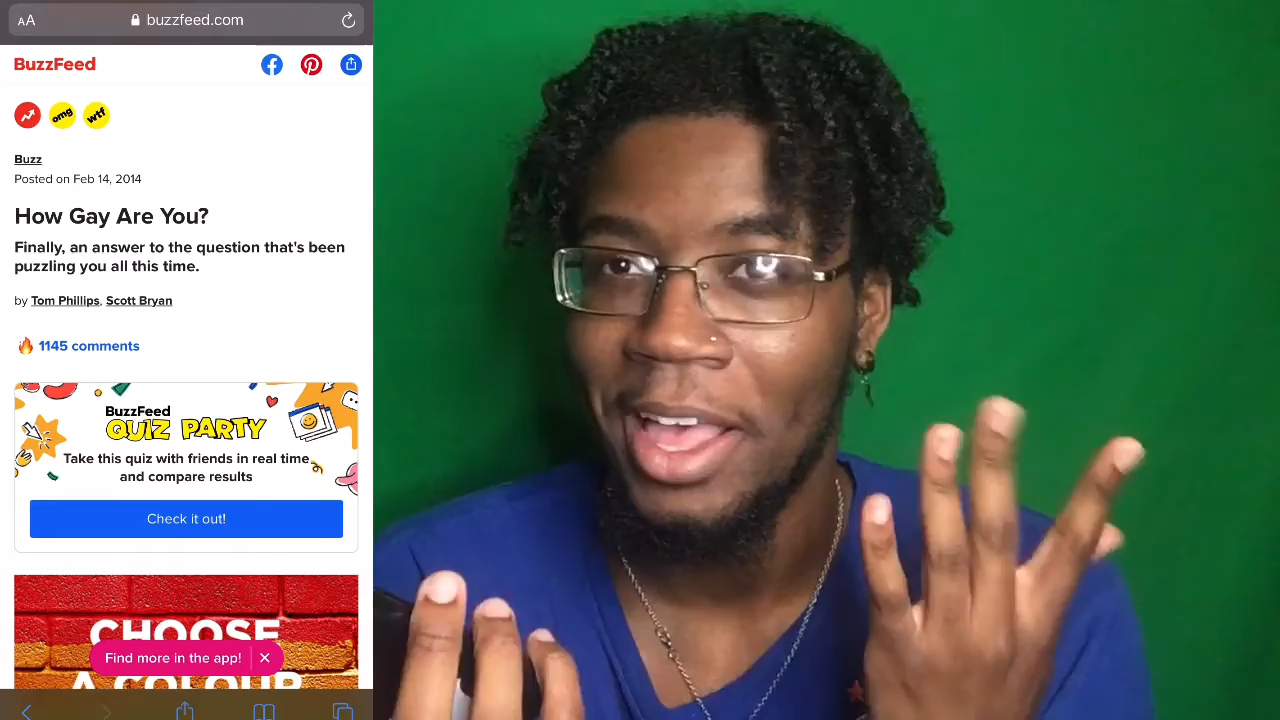 AA buzzfeed.com
BuzzFeed
omg wtf
Buzz
Posted on Feb 14, 2014
How Gay Are You?
Finally, an answer to the question that's been
puzzling you all this time.
by Tom Phillips, Scott Bryan
1145 comments
BuzzFeed
QUIZ PARTY
Take this quiz with friends in real time
and compare results
Check it out!
CHOOSE
Find more in the app!
A COLOUR